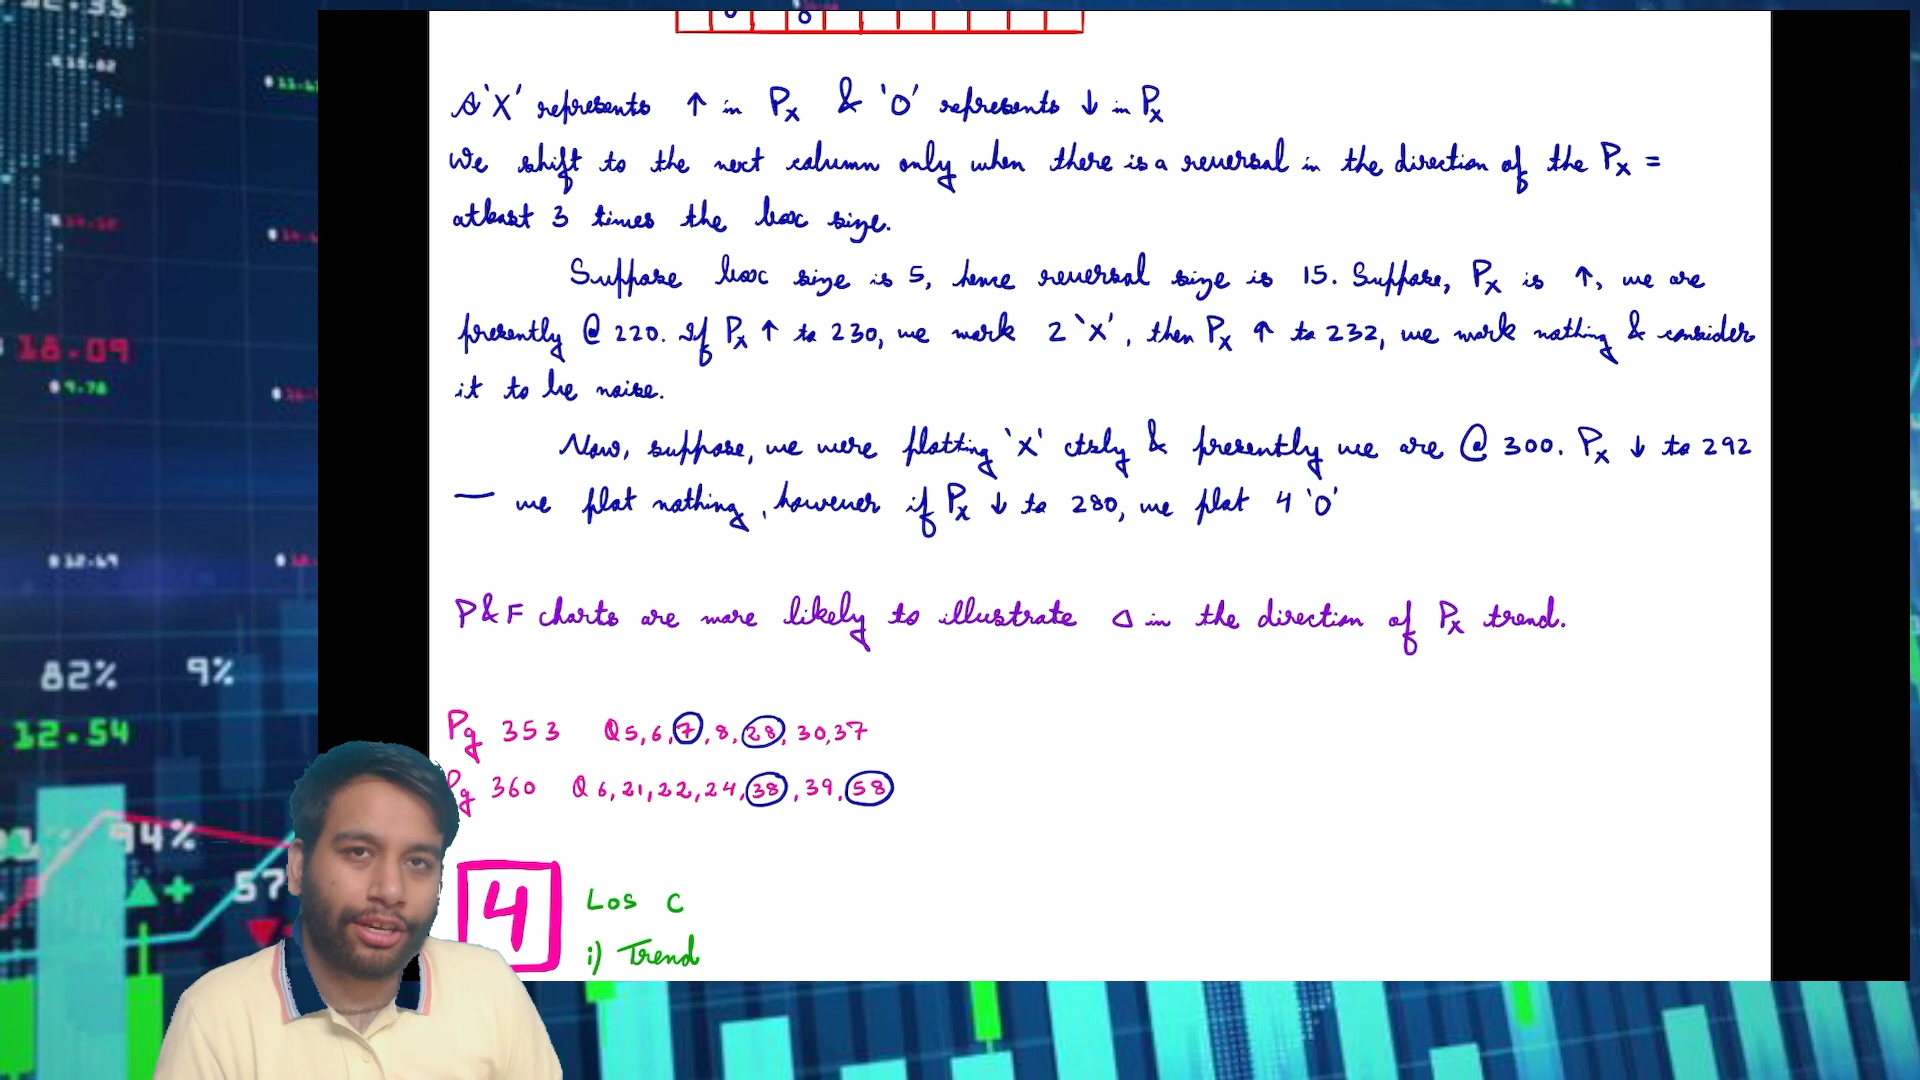 A 'X' represents ↑ in Px & 'O' represents ↓ in Px
We shift to the next column only when there is a reversal in the direction of the Px =
atleast 3 times the box size.
Suppose box size is 5, hence reversal size is 15. Suppose, Px is ↑, we are
presently @ 220. If Px ↑ to 230, we mark 2 'X', then Px ↑ to 232, we mark nothing & consider
it to be noise.
Now, suppose, we were plotting 'X' ctsly & presently we are @ 300. Px ↓ to 292
— we plot nothing, however if Px ↓ to 280, we plot 4 'O'
P&F charts are more likely to illustrate Δ in the direction of Px trend.
Pg 353 Q5, 6, 7, 8, 28, 30, 37
Pg 360 Q 6, 21, 22, 24, 38, 39, 58
4 Los C
i) Trend
18.09
9.78
12.69
82% 9%
12.54
94%
57